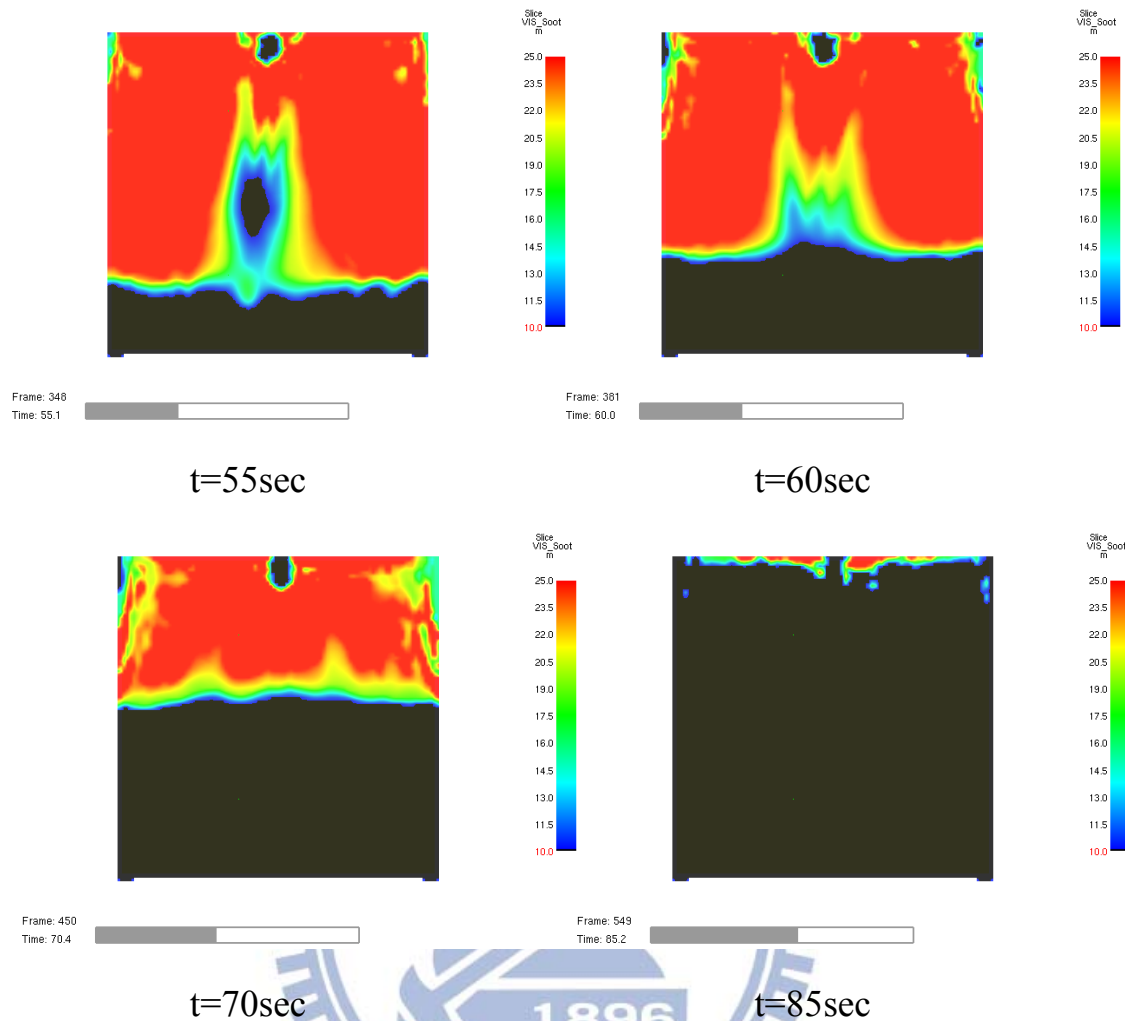 Slice
VIS_Soot
m
25.0
23.5
22.0
20.5
19.0
17.5
16.0
14.5
13.0
11.5
10.0
Frame: 348
Time: 55.1
t=55sec
Slice
VIS_Soot
m
25.0
23.5
22.0
20.5
19.0
17.5
16.0
14.5
13.0
11.5
10.0
Frame: 381
Time: 60.0
t=60sec
Slice
VIS_Soot
m
25.0
23.5
22.0
20.5
19.0
17.5
16.0
14.5
13.0
11.5
10.0
Frame: 450
Time: 70.4
t=70sec
Slice
VIS_Soot
m
25.0
23.5
22.0
20.5
19.0
17.5
16.0
14.5
13.0
11.5
10.0
Frame: 549
Time: 85.2
t=85sec
1896